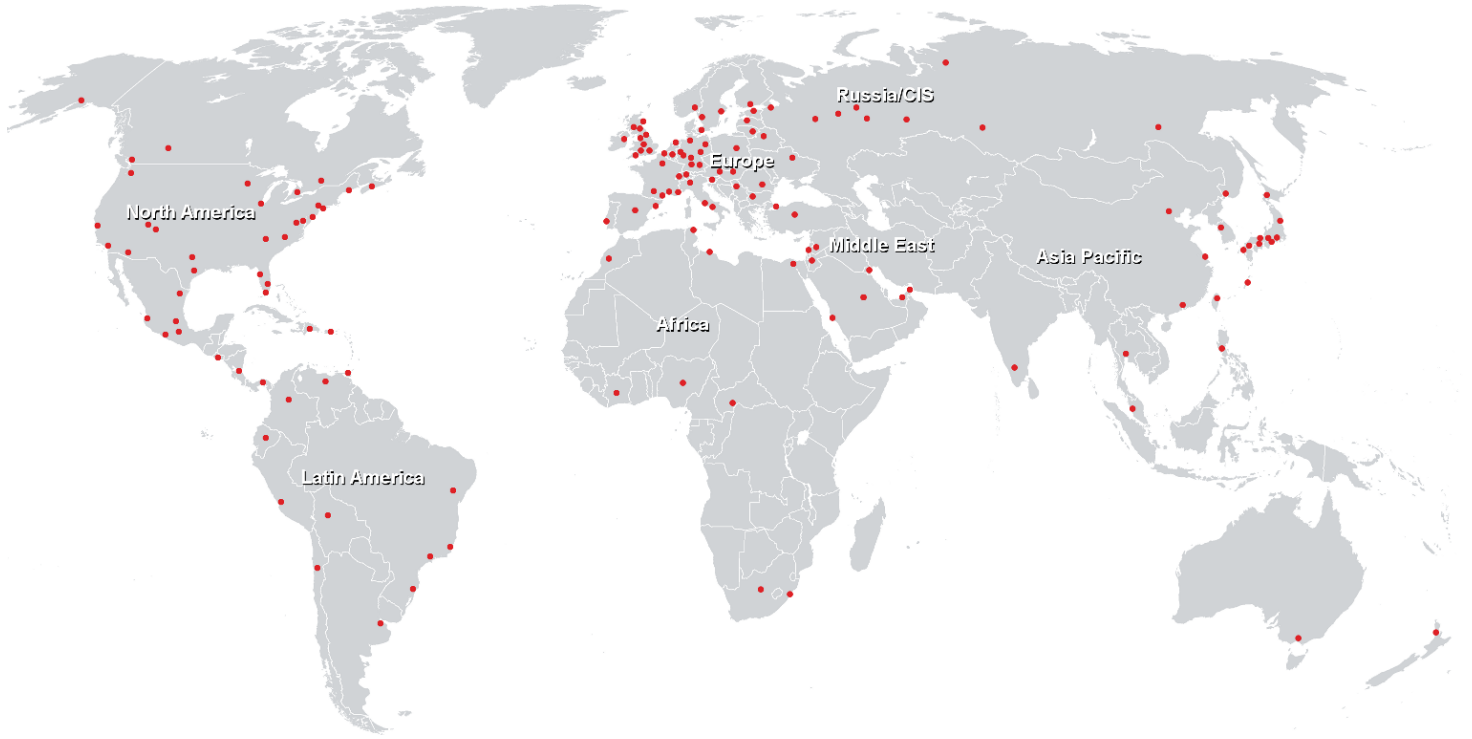 Russia/CIS
Europe
North America
Middle East
Asia Pacific
Africa
Latin America